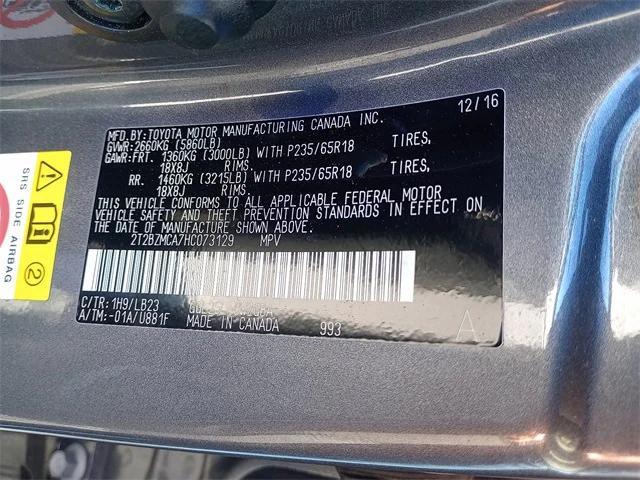 12/16
MFD.BY:TOYOTA MOTOR MANUFACTURING CANADA INC.
GVWR:2660KG (5860LB)
GAWR:FRT. 1360KG (3000LB) WITH P235/65R18 TIRES,
18X8J RIMS.
RR. 1460KG (3215LB) WITH P235/65R18 TIRES,
18X8J RIMS.
THIS VEHICLE CONFORMS TO ALL APPLICABLE FEDERAL MOTOR
VEHICLE SAFETY AND THEFT PREVENTION STANDARDS IN EFFECT ON
THE DATE OF MANUFACTURE SHOWN ABOVE.
2T2BZMCA7HC073129 MPV
C/TR:1H9/LB23
A/TM:-01A/U881F
MADE IN CANADA 993 A
SRS SIDE AIRBAG
2